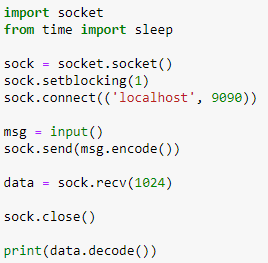 import socket
from time import sleep

sock = socket.socket()
sock.setblocking(1)
sock.connect(('localhost', 9090))

msg = input()
sock.send(msg.encode())

data = sock.recv(1024)

sock.close()

print(data.decode())